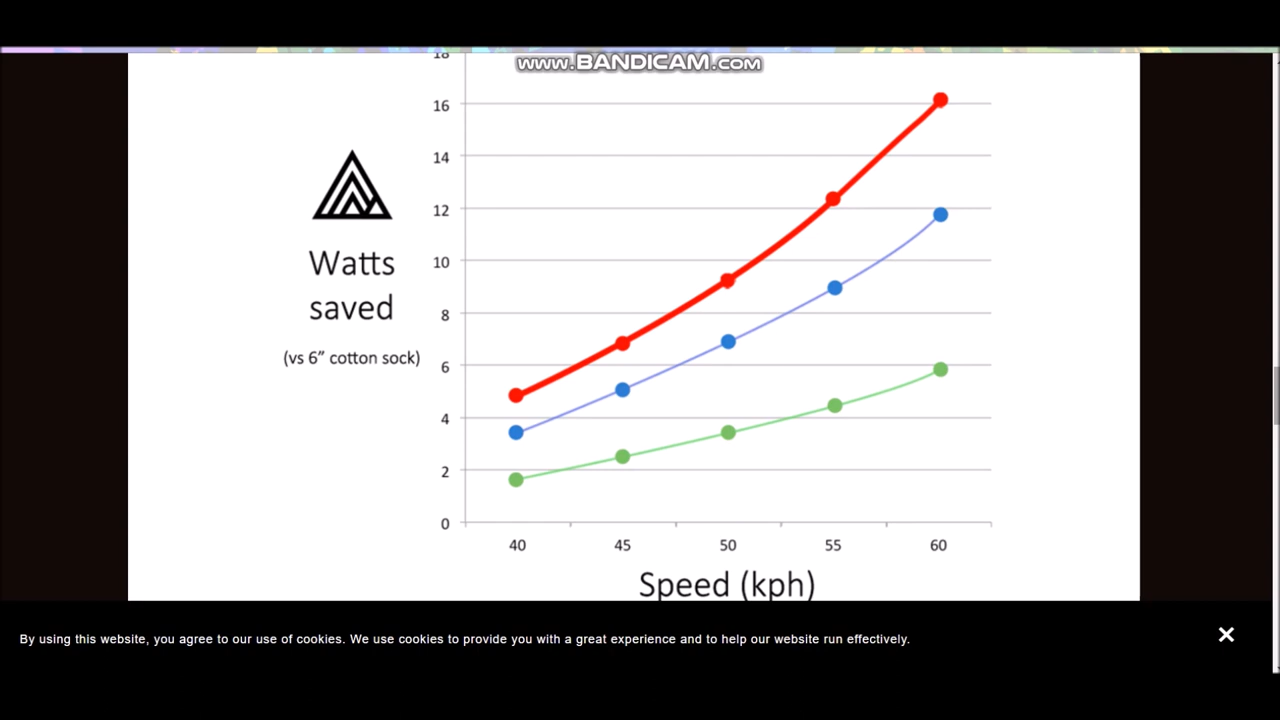 www.BANDICAM.com
18
16
14
12
10
8
6
4
2
0
Watts
saved
(vs 6” cotton sock)
40 45 50 55 60
Speed (kph)
By using this website, you agree to our use of cookies. We use cookies to provide you with a great experience and to help our website run effectively.